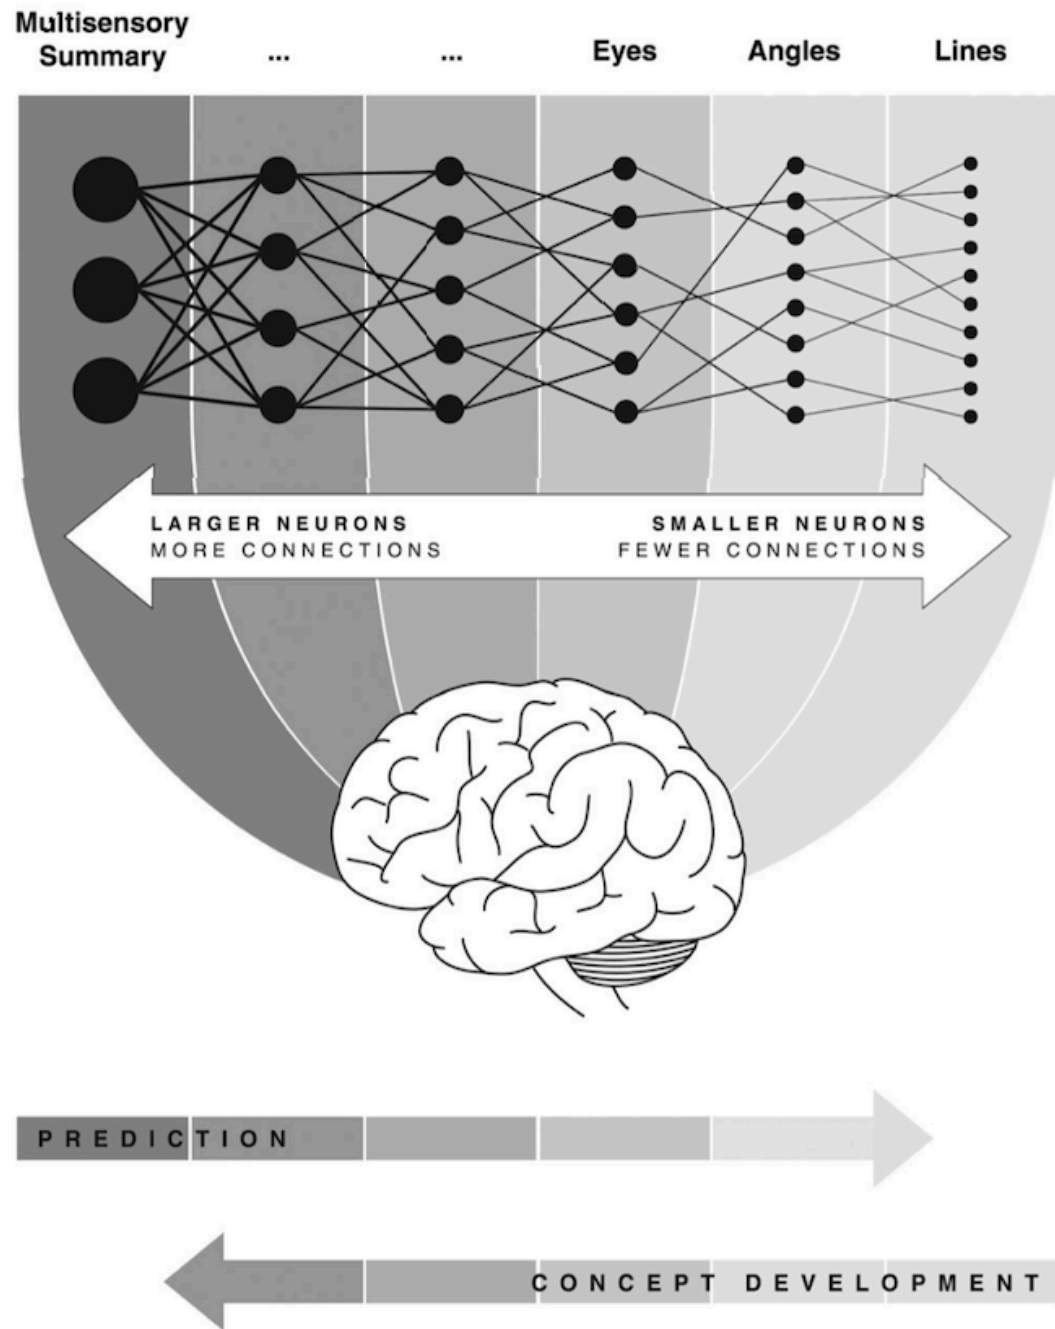 Multisensory
Summary
...
...
Eyes
Angles
Lines
LARGER NEURONS
MORE CONNECTIONS
SMALLER NEURONS
FEWER CONNECTIONS
PREDICTION
CONCEPT DEVELOPMENT